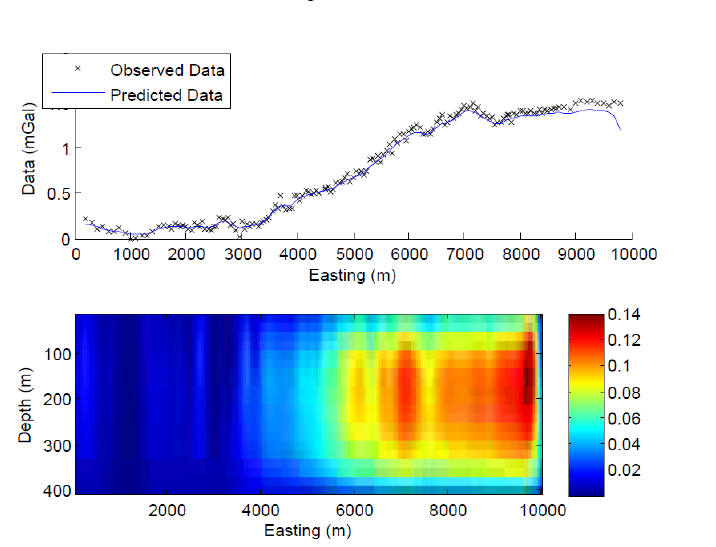 Observed Data
Predicted Data
Data (mGal)
1
0.5
0
0 1000 2000 3000 4000 5000 6000 7000 8000 9000 10000
Easting (m)
Depth (m)
100
200
300
400
2000 4000 6000 8000 10000
Easting (m)
0.14
0.12
0.1
0.08
0.06
0.04
0.02